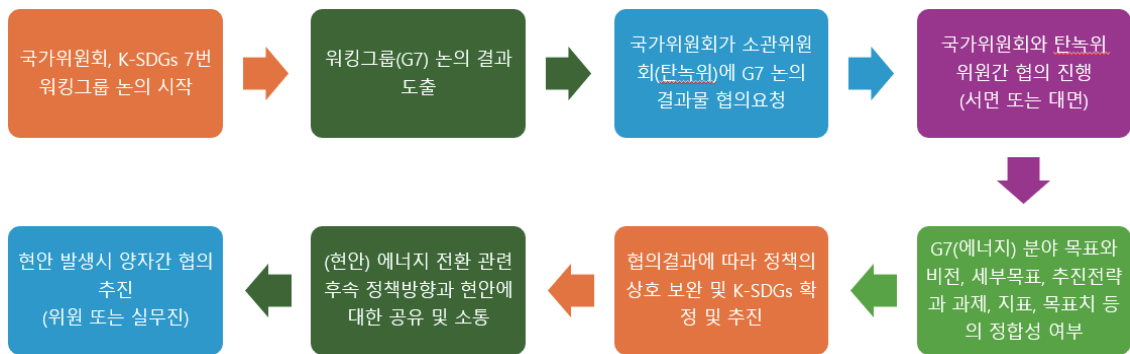 국가위원회, K-SDGs 7번
워킹그룹 논의 시작
워킹그룹(G7) 논의 결과
도출
국가위원회가 소관위원
회(탄녹위)에 G7 논의
결과물 협의요청
국가위원회와 탄녹위
위원간 협의 진행
(서면 또는 대면)
G7(에너지) 분야 목표와
비전, 세부목표, 추진전략
과 과제, 지표, 목표치 등
의 정합성 여부
협의결과에 따라 정책의
상호 보완 및 K-SDGs 확
정 및 추진
(현안) 에너지 전환 관련
후속 정책방향과 현안에
대한 공유 및 소통
현안 발생시 양자간 협의
추진
(위원 또는 실무진)